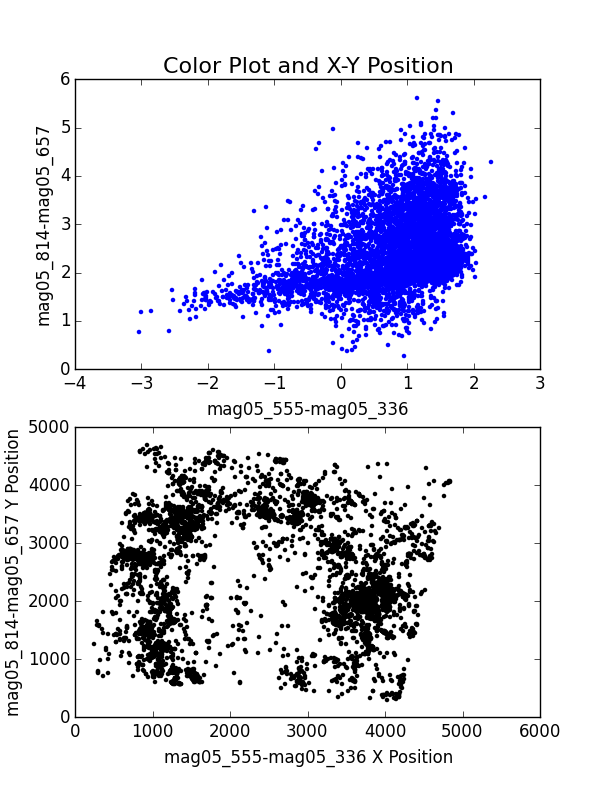 Color Plot and X-Y Position
6
5
4
3
2
1
0
mag05_814-mag05_657
−4 −3 −2 −1 0 1 2 3
mag05_555-mag05_336
5000
4000
3000
2000
1000
0
mag05_814-mag05_657 Y Position
0 1000 2000 3000 4000 5000 6000
mag05_555-mag05_336 X Position